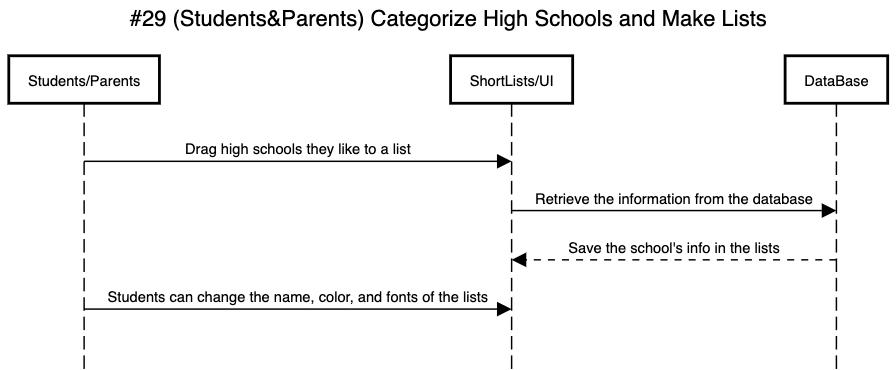 #29 (Students&Parents) Categorize High Schools and Make Lists
Students/Parents
ShortLists/UI
DataBase
Drag high schools they like to a list
Retrieve the information from the database
Save the school's info in the lists
Students can change the name, color, and fonts of the lists